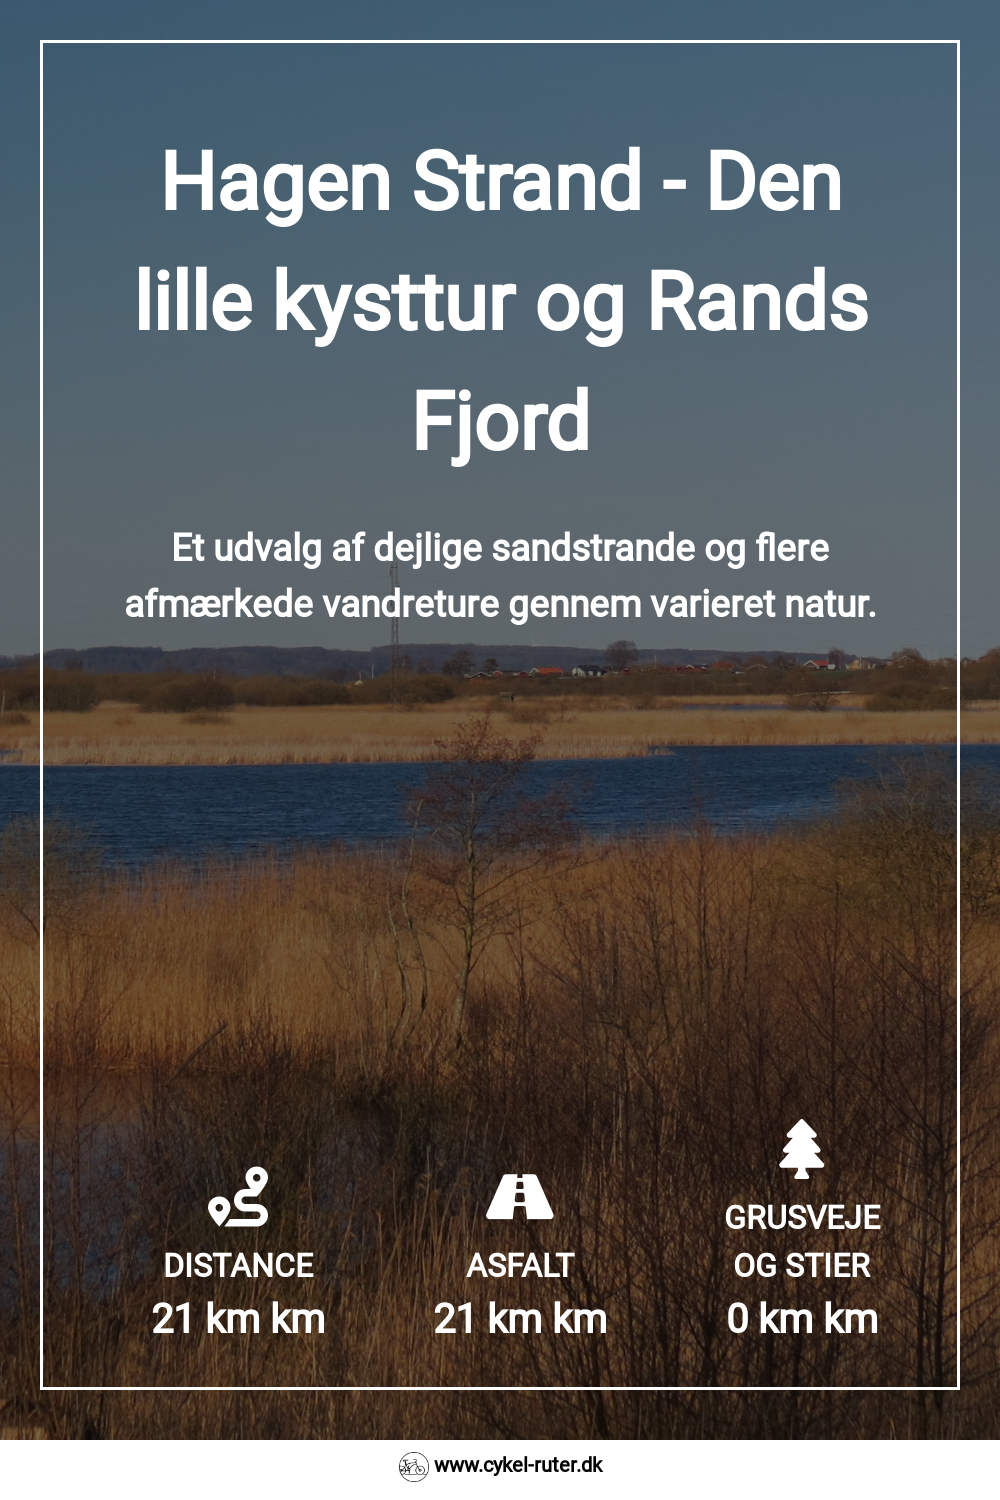 Hagen Strand - Den
lille kysttur og Rands
Fjord
Et udvalg af dejlige sandstrande og flere
afmærkede vandreture gennem varieret natur.
DISTANCE
21 km km
ASFALT
21 km km
GRUSVEJE
OG STIER
0 km km
www.cykel-ruter.dk